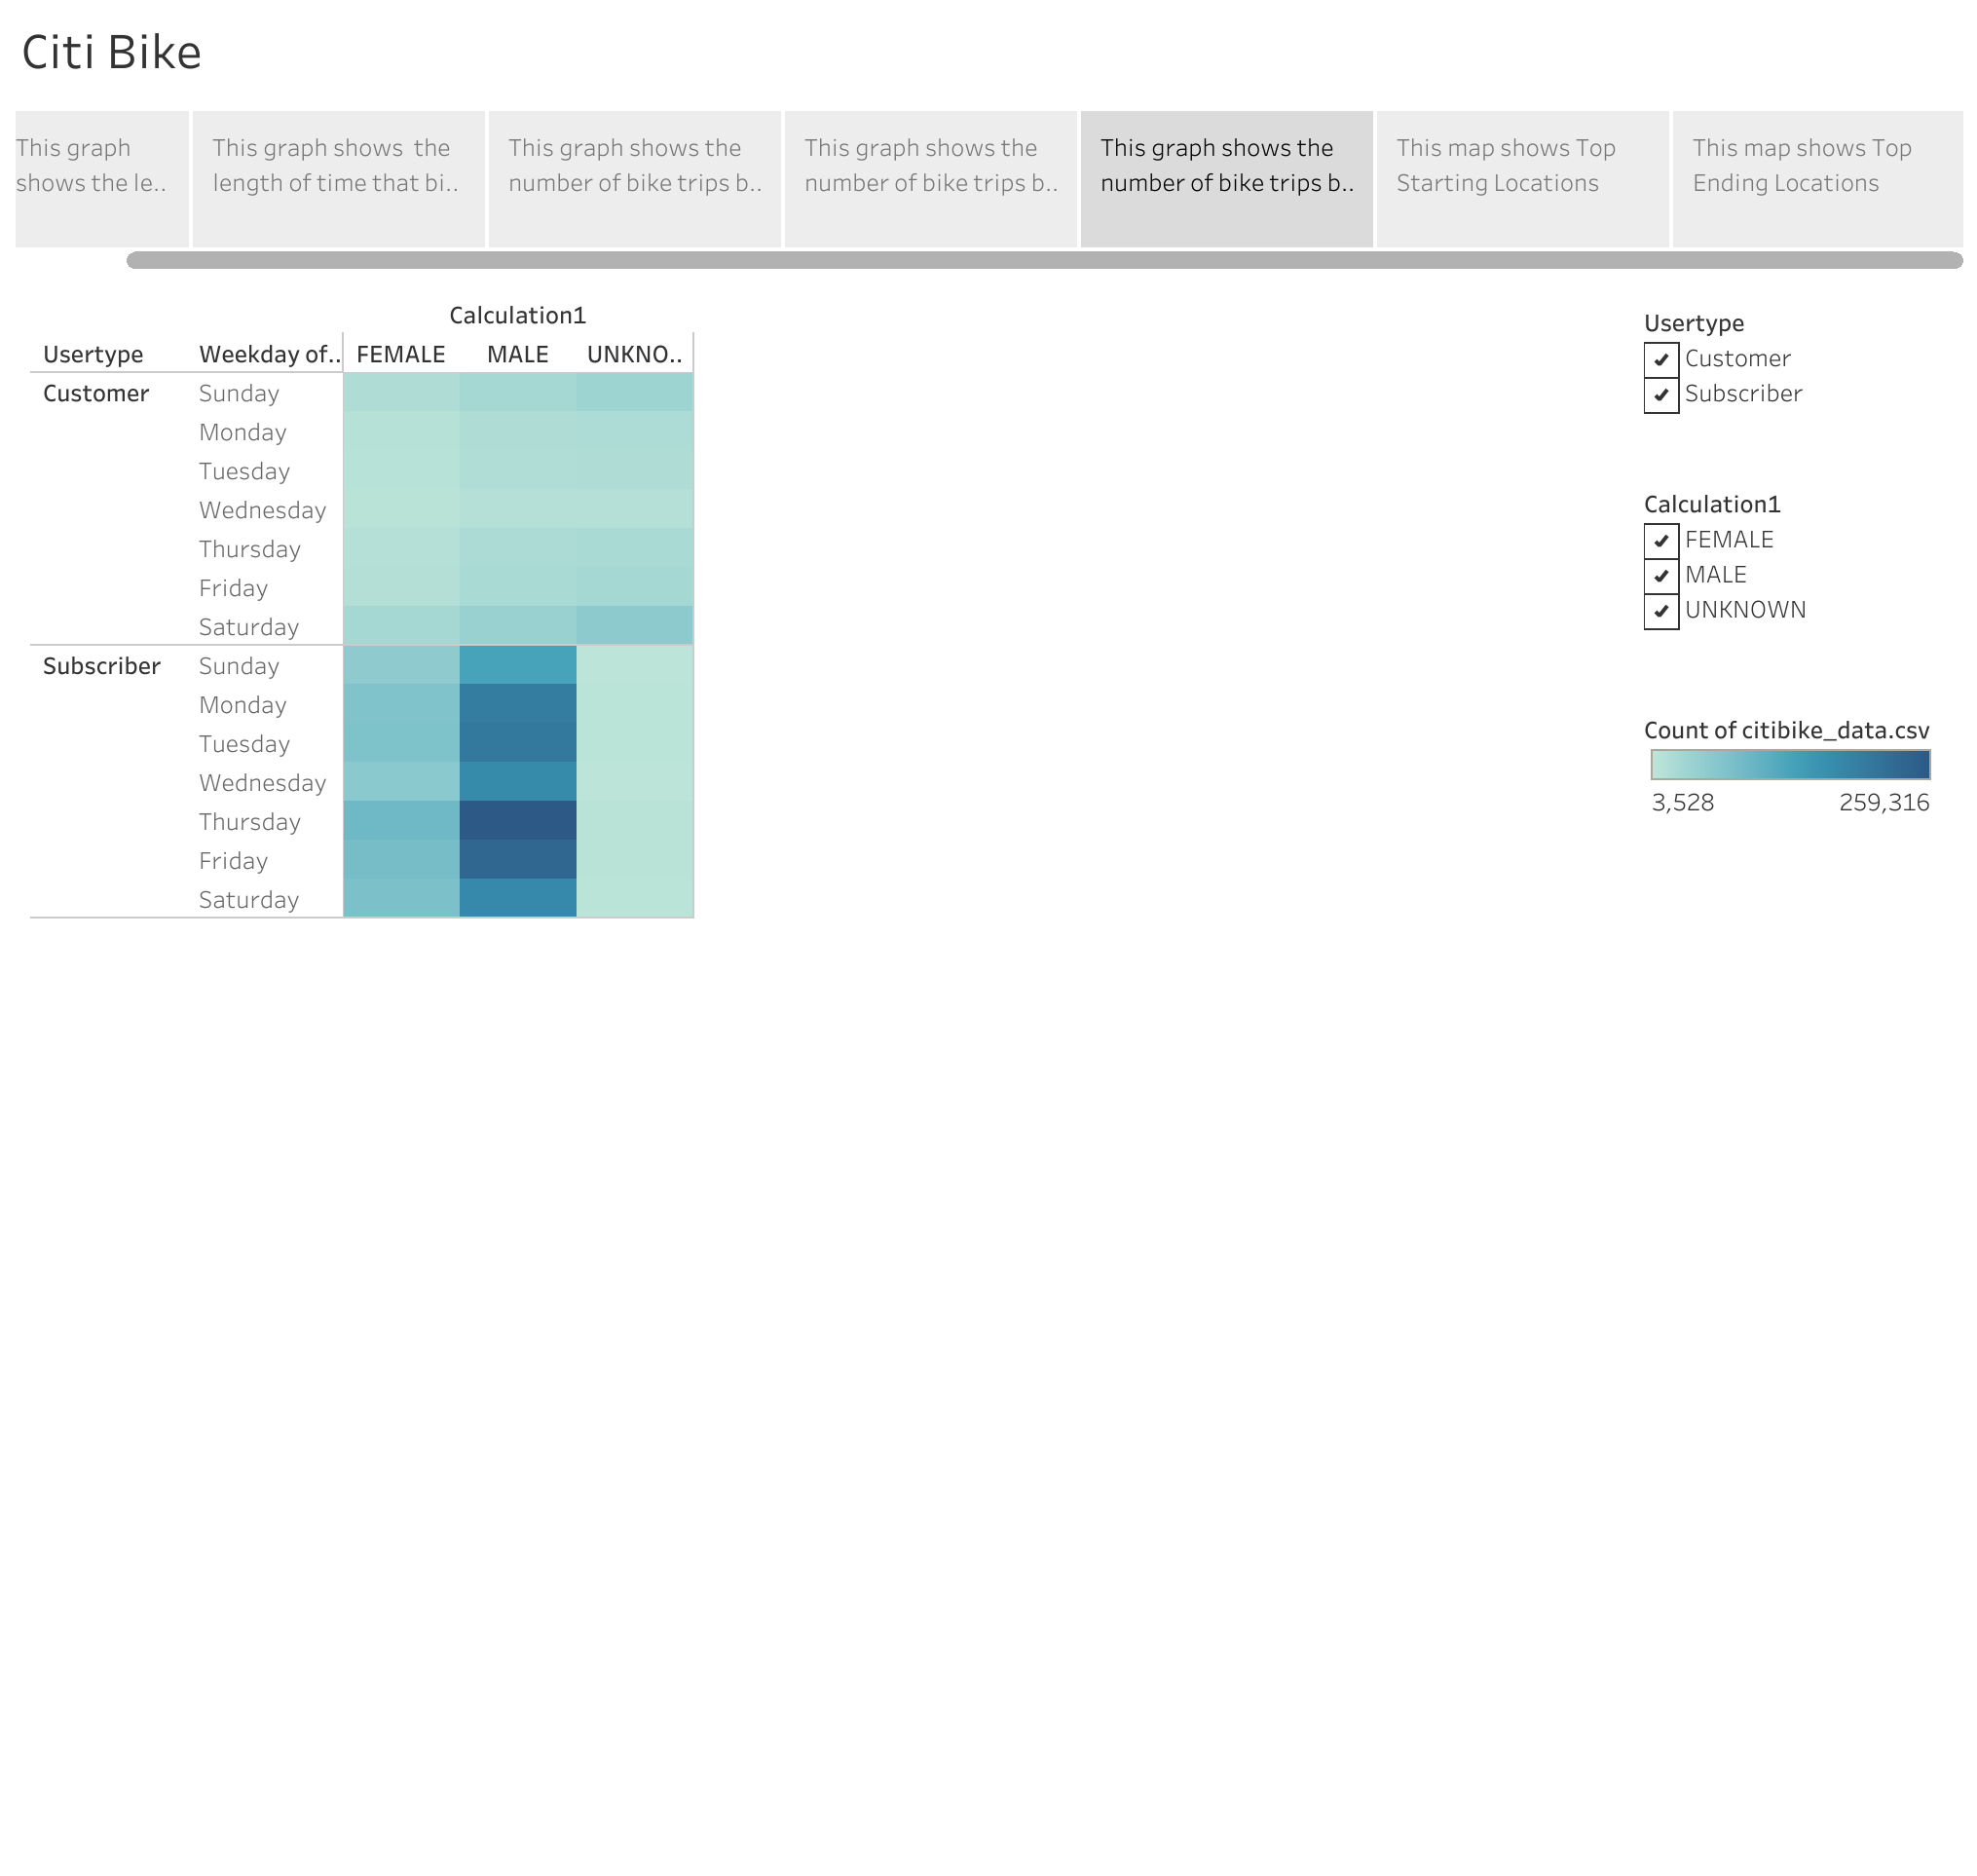 Citi Bike
This graph
shows the le..
This graph shows  the
length of time that bi..
This graph shows the
number of bike trips b..
This graph shows the
number of bike trips b..
This graph shows the
number of bike trips b..
This map shows Top
Starting Locations
This map shows Top
Ending Locations
Calculation1
Usertype Weekday of.. FEMALE MALE UNKNO..
Customer Sunday
Monday
Tuesday
Wednesday
Thursday
Friday
Saturday
Subscriber Sunday
Monday
Tuesday
Wednesday
Thursday
Friday
Saturday
Usertype
Customer
Subscriber
Calculation1
FEMALE
MALE
UNKNOWN
Count of citibike_data.csv
3,528 259,316